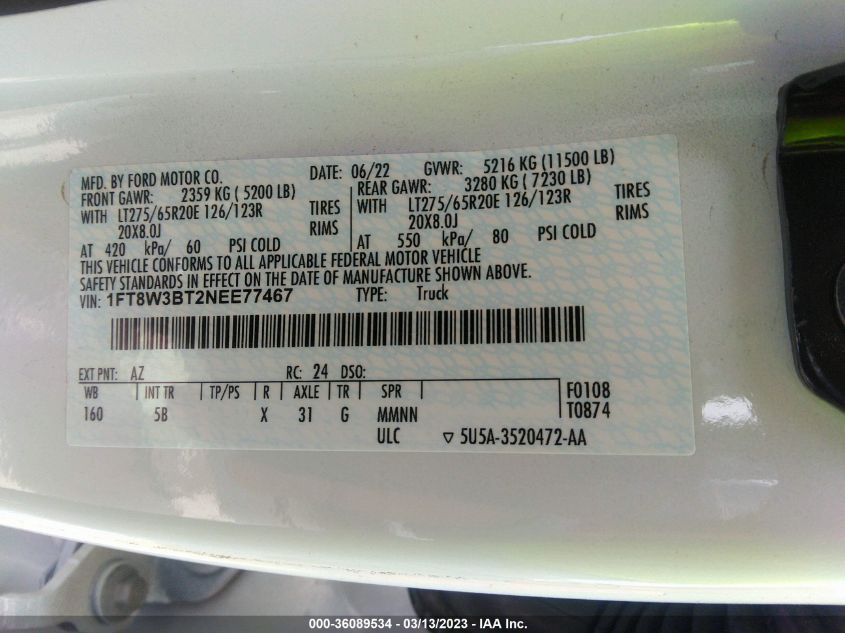 MFD. BY FORD MOTOR CO. DATE: 06/22 GVWR: 5216 KG (11500 LB)
FRONT GAWR: 2359 KG ( 5200 LB) REAR GAWR: 3280 KG ( 7230 LB)
WITH LT275/65R20E 126/123R TIRES WITH LT275/65R20E 126/123R TIRES
20X8.0J RIMS 20X8.0J RIMS
AT 420 kPa/ 60 PSI COLD AT 550 kPa/ 80 PSI COLD
THIS VEHICLE CONFORMS TO ALL APPLICABLE FEDERAL MOTOR VEHICLE
SAFETY STANDARDS IN EFFECT ON THE DATE OF MANUFACTURE SHOWN ABOVE.
VIN: 1FT8W3BT2NEE77467 TYPE: Truck
EXT PNT: AZ RC: 24 DSO:
WB INT TR TP/PS R AXLE TR SPR F0108
160 5B X 31 G MMNN T0874
ULC ▽ 5U5A-3520472-AA
000-36089534 - 03/13/2023 - IAA Inc.